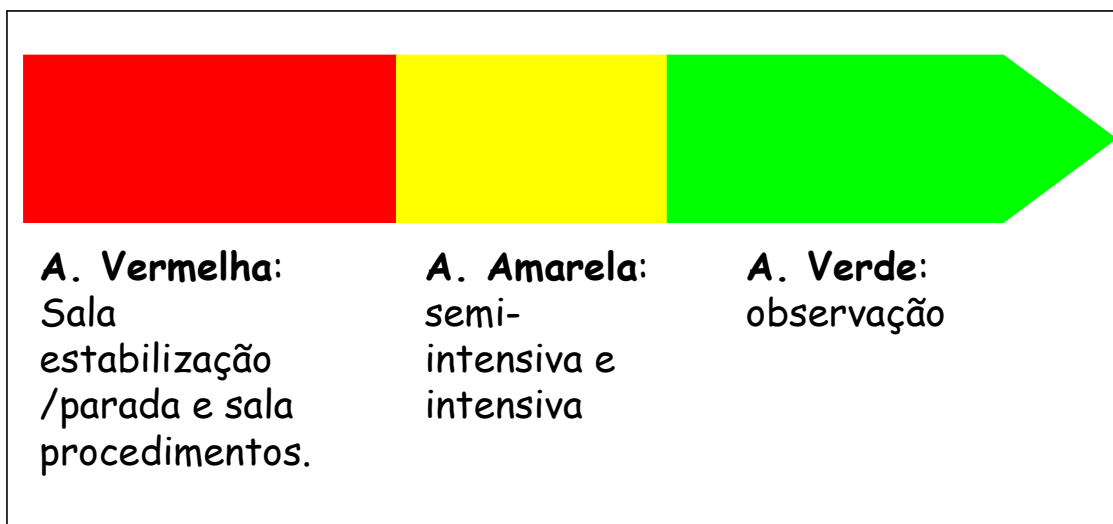 A. Vermelha:
Sala
estabilização
/parada e sala
procedimentos.
A. Amarela:
semi-
intensiva e
intensiva
A. Verde:
observação